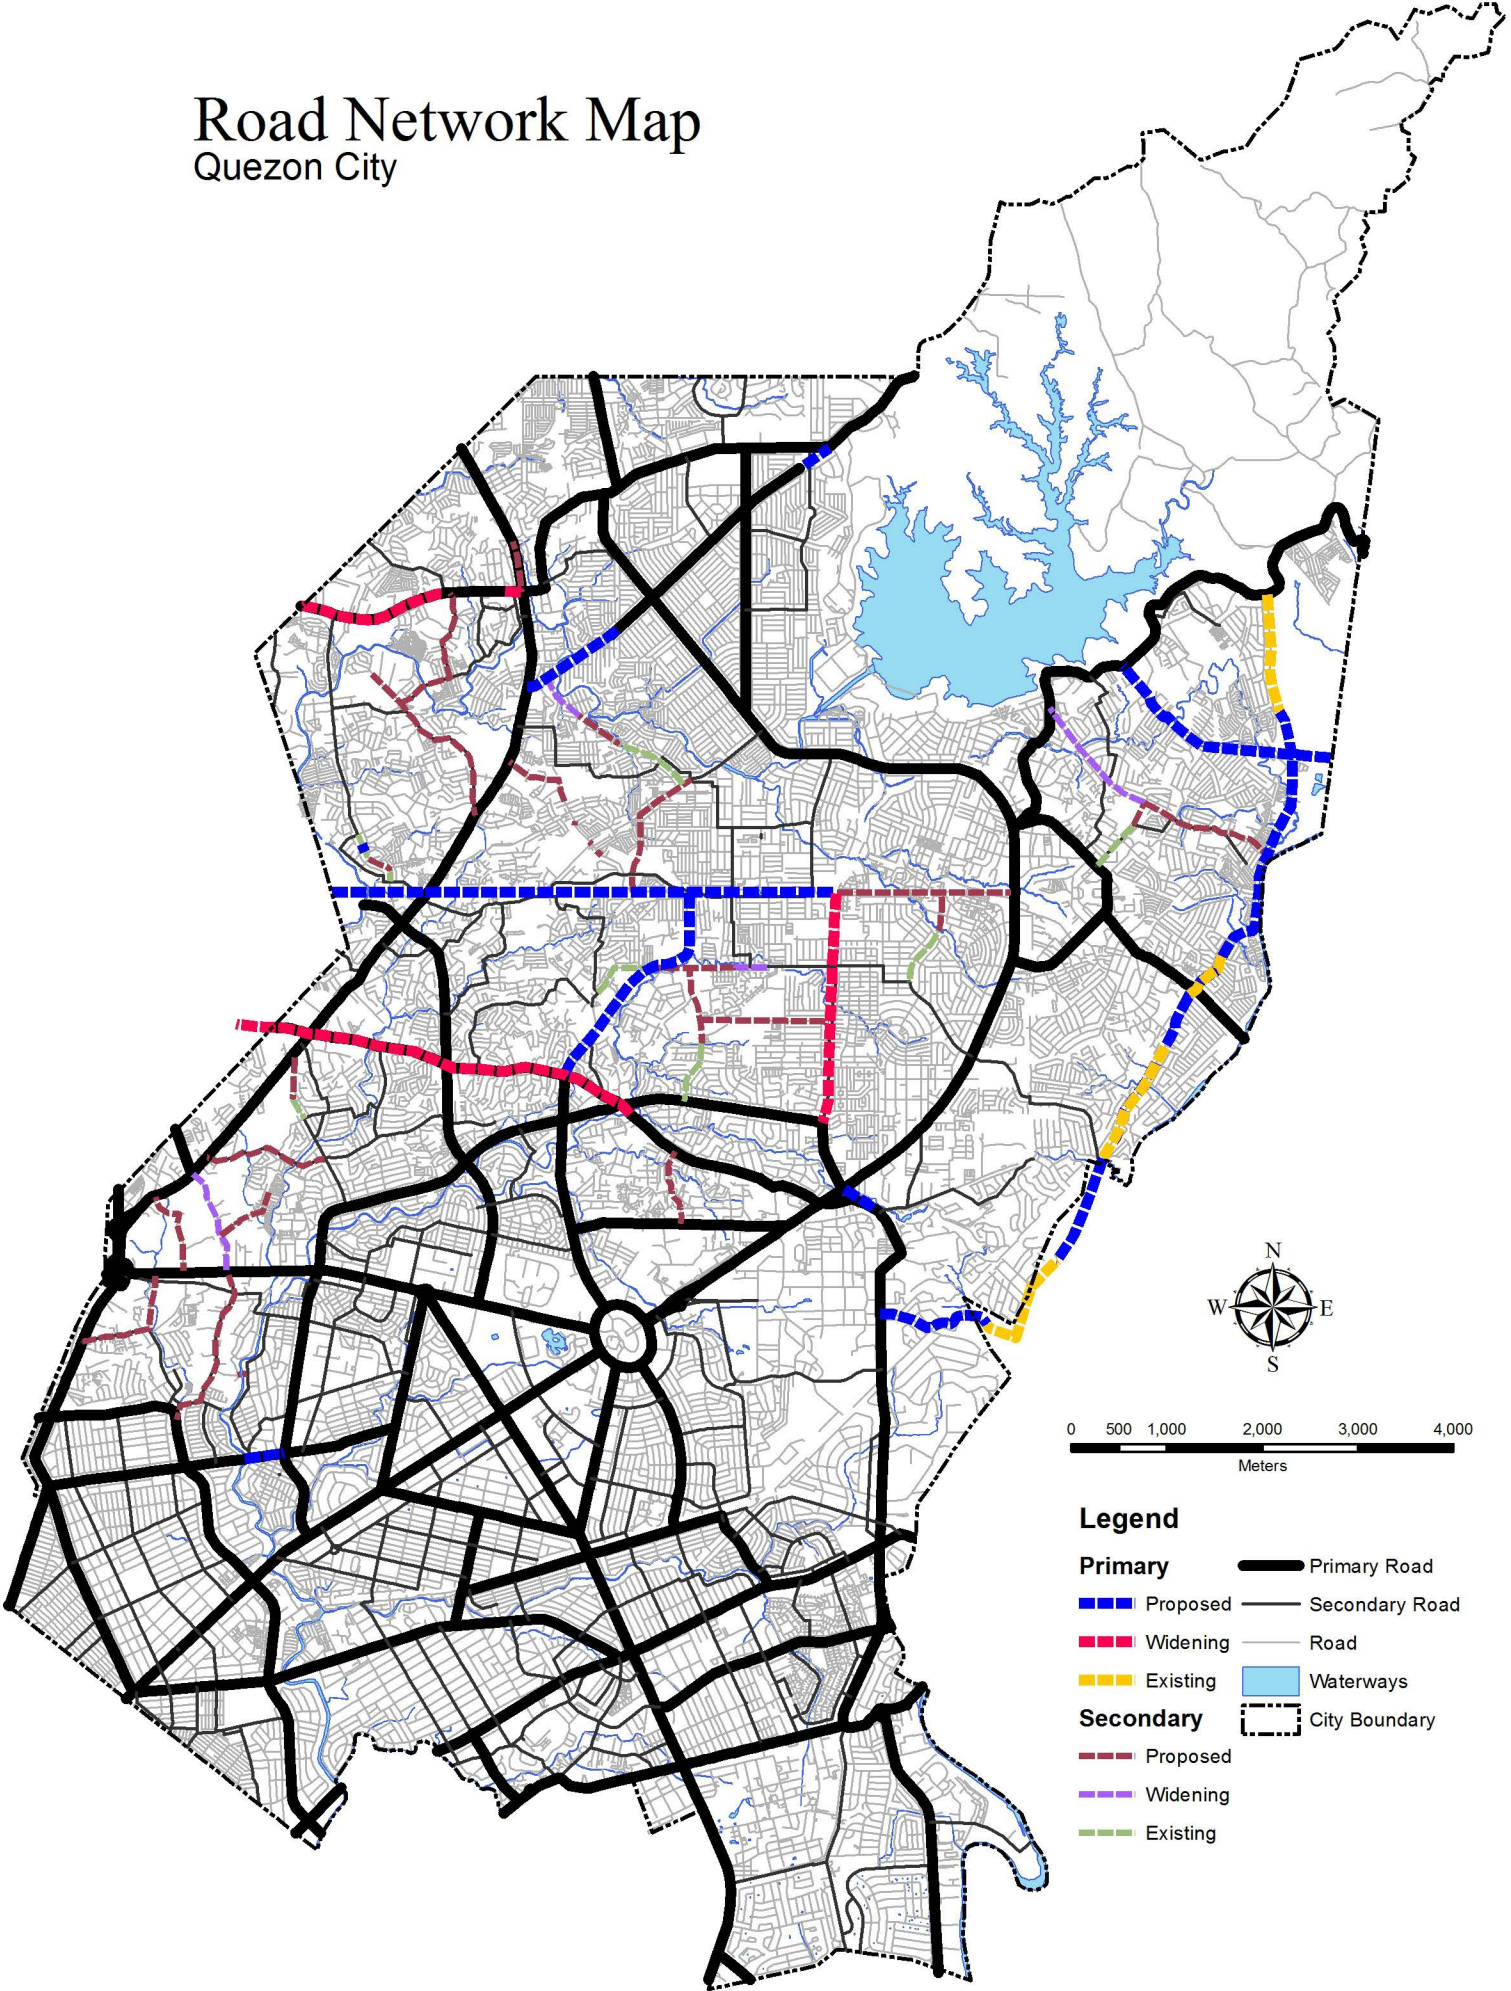 Road Network Map
Quezon City
N
W E
S
0 500 1,000 2,000 3,000 4,000
Meters
Legend
Primary
Primary Road
Proposed
Secondary Road
Widening
Road
Existing
Waterways
Secondary
City Boundary
Proposed
Widening
Existing